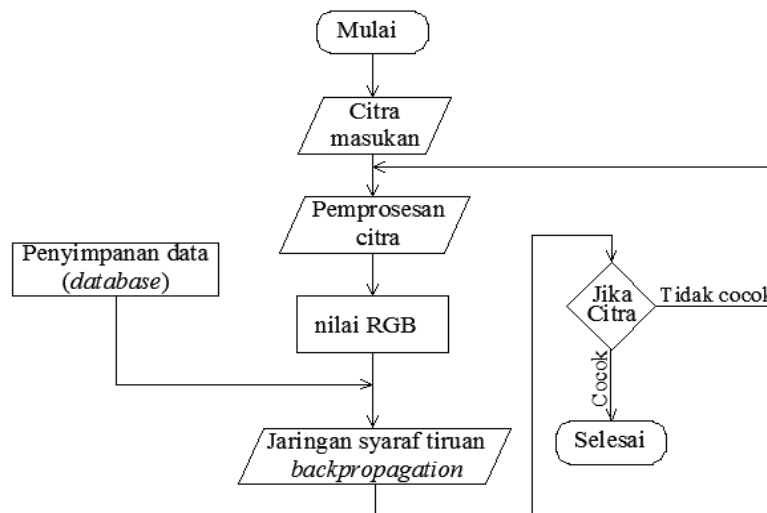 Mulai
Citra
masukan
Pemprosesan
citra
Penyimpanan data
(database)
nilai RGB
Jaringan syaraf tiruan
backpropagation
Jika
Citra
Tidak cocok
Cocok
Selesai